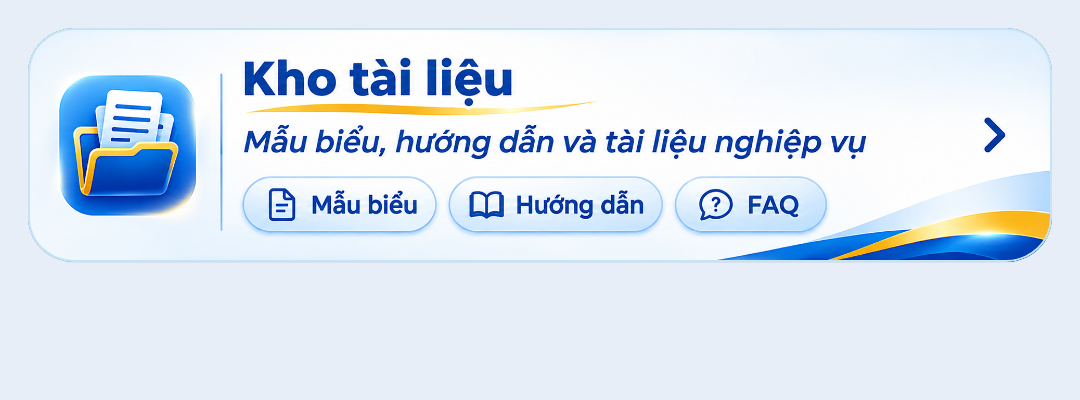 Kho tài liệu
Mẫu biểu, hướng dẫn và tài liệu nghiệp vụ
Mẫu biểu
Hướng dẫn
FAQ